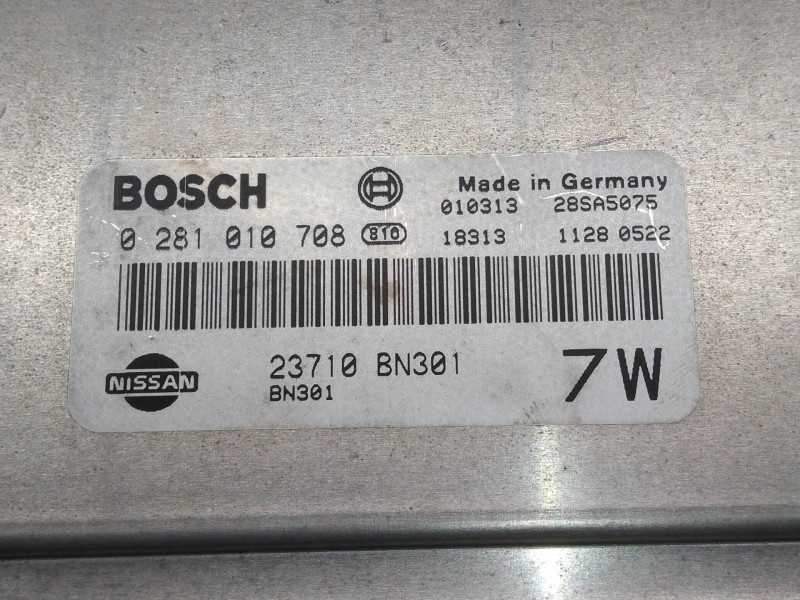 BOSCH Made in Germany
010313 28SA5075
0 281 010 708 810 18313 1128 0522
NISSAN 23710 BN301 7W
BN301